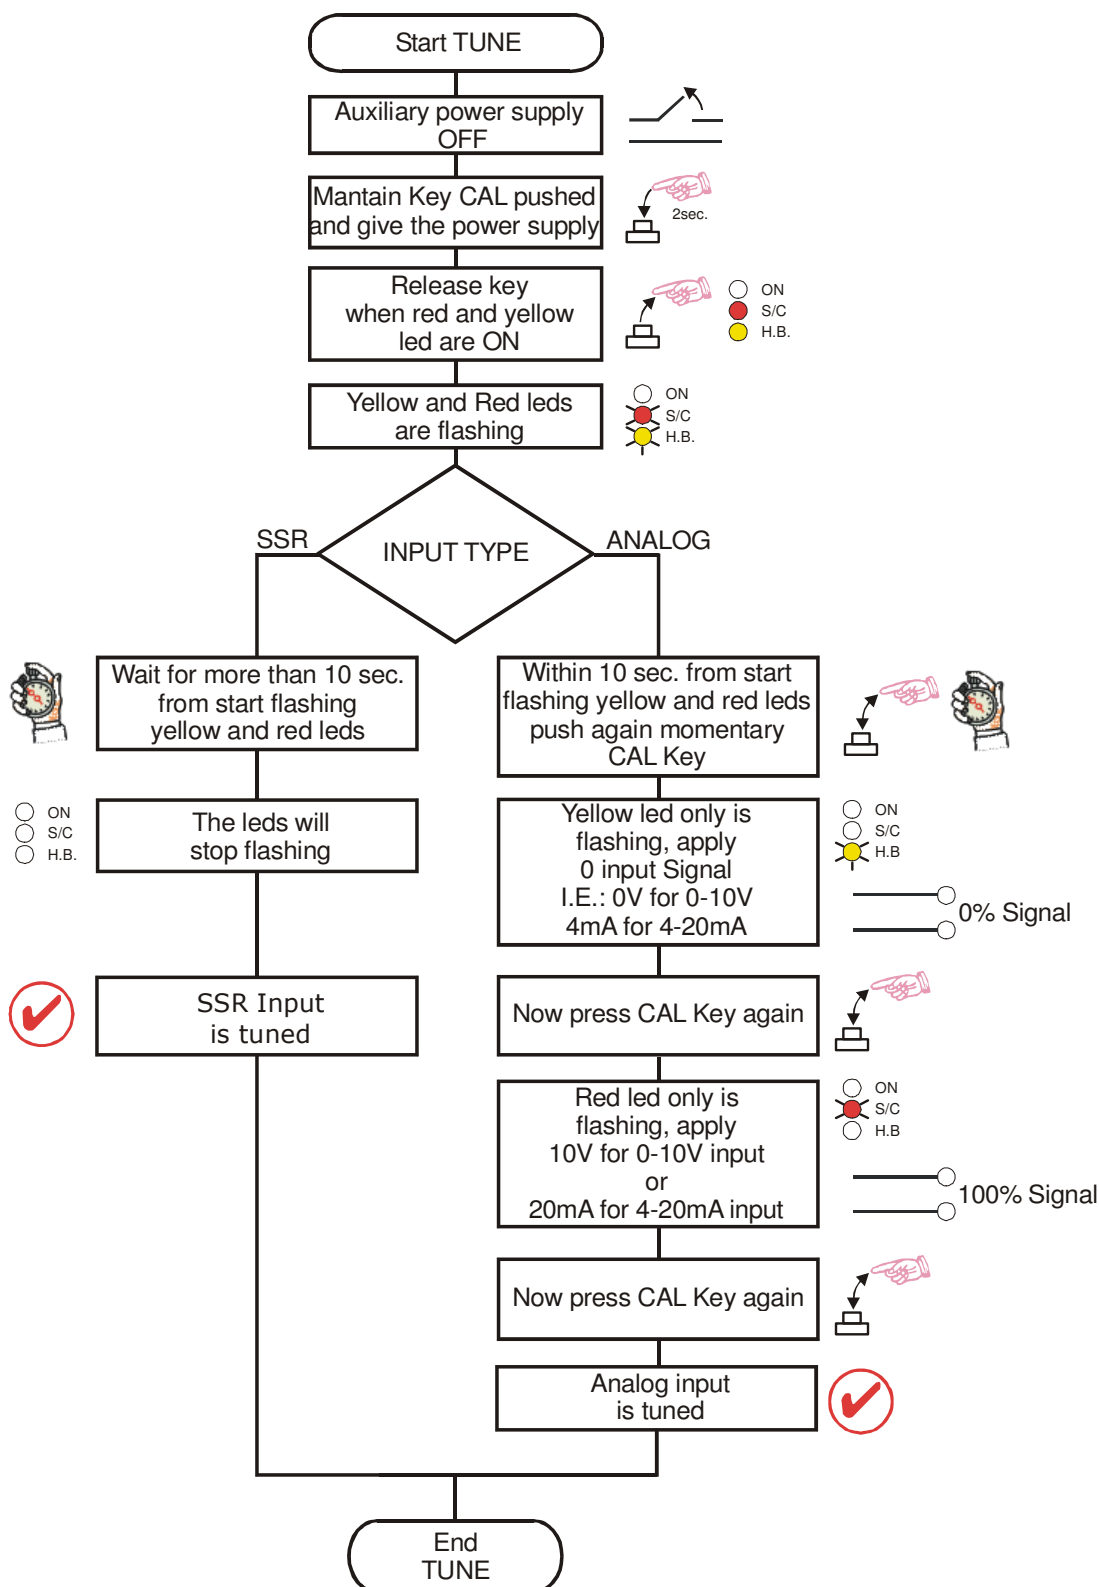 Start TUNE
Auxiliary power supply
OFF
Mantain Key CAL pushed
and give the power supply
2sec.
Release key
when red and yellow
led are ON
ON
S/C
H.B.
Yellow and Red leds
are flashing
ON
S/C
H.B.
SSR
INPUT TYPE
ANALOG
Wait for more than 10 sec.
from start flashing
yellow and red leds
Within 10 sec. from start
flashing yellow and red leds
push again momentary
CAL Key
ON
S/C
H.B.
The leds will
stop flashing
Yellow led only is
flashing, apply
0 input Signal
I.E.: 0V for 0-10V
4mA for 4-20mA
ON
S/C
H.B
0% Signal
SSR Input
is tuned
Now press CAL Key again
Red led only is
flashing, apply
10V for 0-10V input
or
20mA for 4-20mA input
ON
S/C
H.B
100% Signal
Now press CAL Key again
Analog input
is tuned
End
TUNE